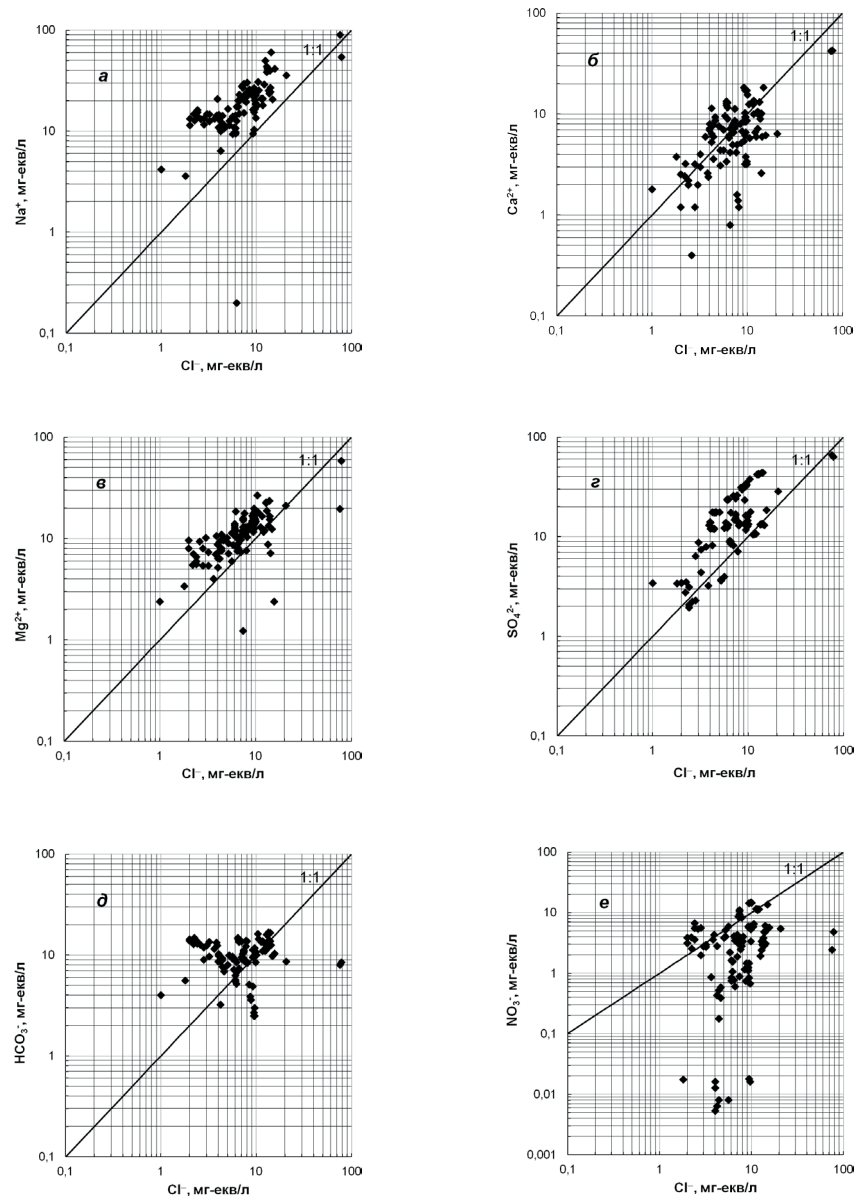 а
1:1
Na⁺, мг-екв/л
100
10
1
0,1
0,1 1 10 100
Cl⁻, мг-екв/л
б
1:1
Ca²⁺, мг-екв/л
100
10
1
0,1
0,1 1 10 100
Cl⁻, мг-екв/л
в
1:1
Mg²⁺, мг-екв/л
100
10
1
0,1
0,1 1 10 100
Cl⁻, мг-екв/л
г
1:1
SO₄²⁻, мг-екв/л
100
10
1
0,1
0,1 1 10 100
Cl⁻, мг-екв/л
д
1:1
HCO₃⁻, мг-екв/л
100
10
1
0,1
0,1 1 10 100
Cl⁻, мг-екв/л
е
1:1
NO₃⁻, мг-екв/л
100
10
1
0,1
0,01
0,001
0,1 1 10 100
Cl⁻, мг-екв/л